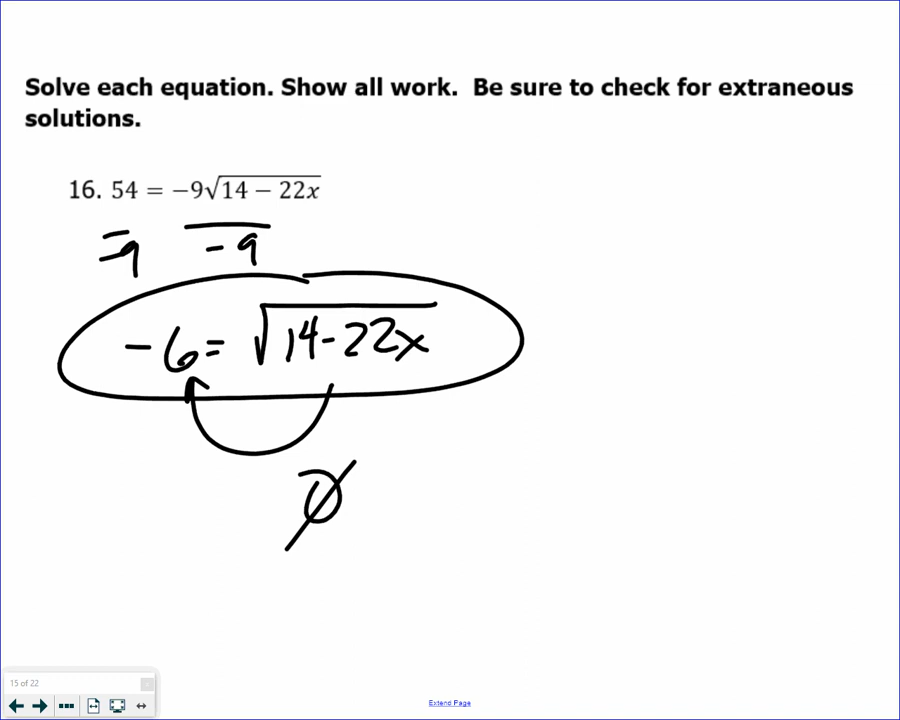 Solve each equation. Show all work.  Be sure to check for extraneous
solutions.
16. 54 = −9√14 − 22x
-9 -9
-6 = √14-22x
∅
15 of 22
Extend Page